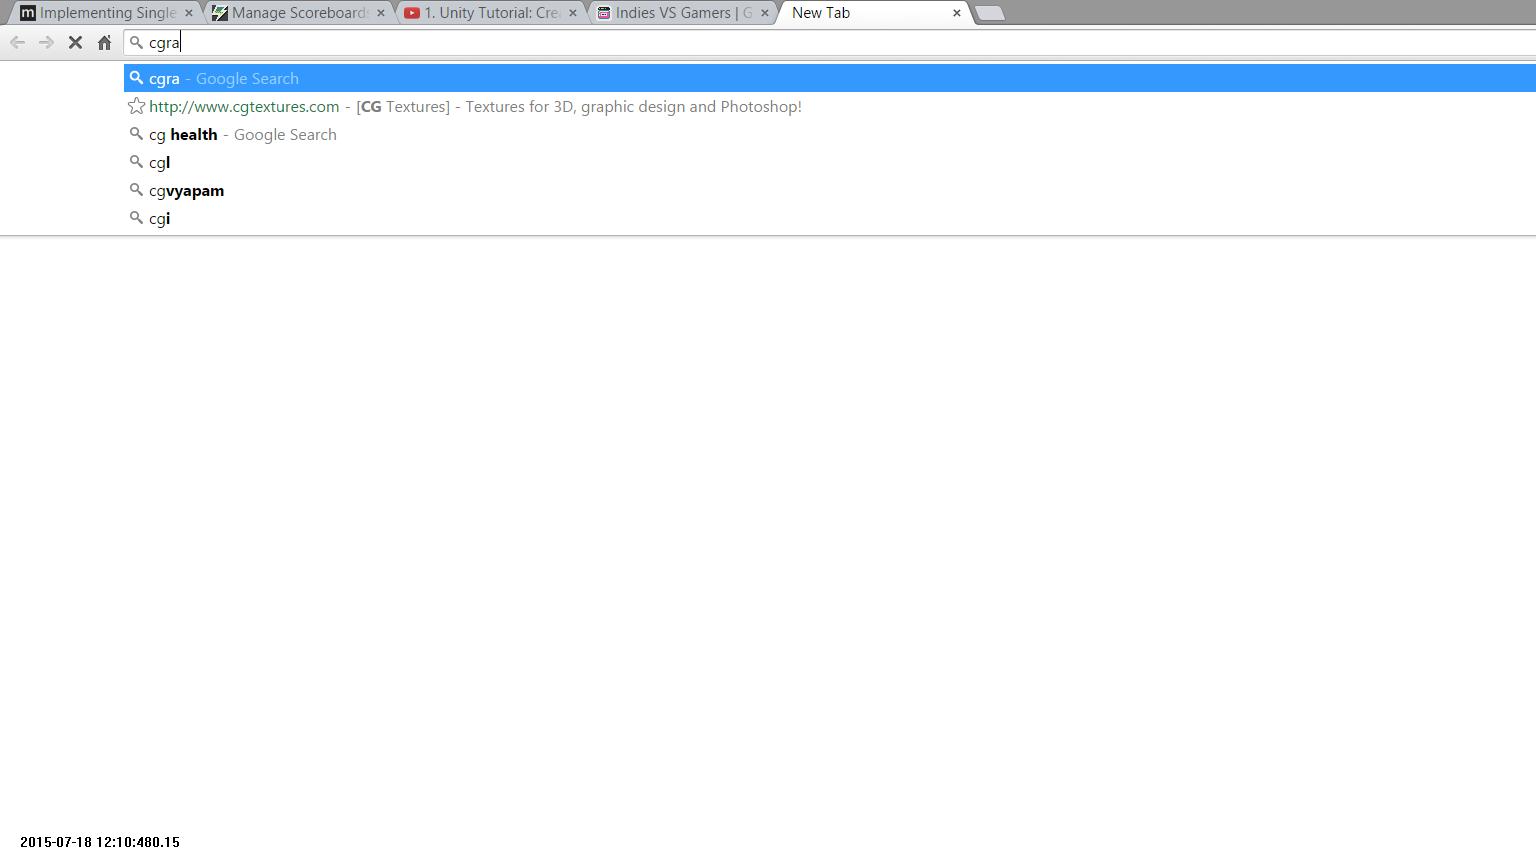 Implementing Single
Manage Scoreboards
1. Unity Tutorial: Cre
Indies VS Gamers | G
New Tab
cgra
cgra - Google Search
http://www.cgtextures.com - [CG Textures] - Textures for 3D, graphic design and Photoshop!
cg health - Google Search
cgl
cgvyapam
cgi
2015-07-18 12:10:480.15